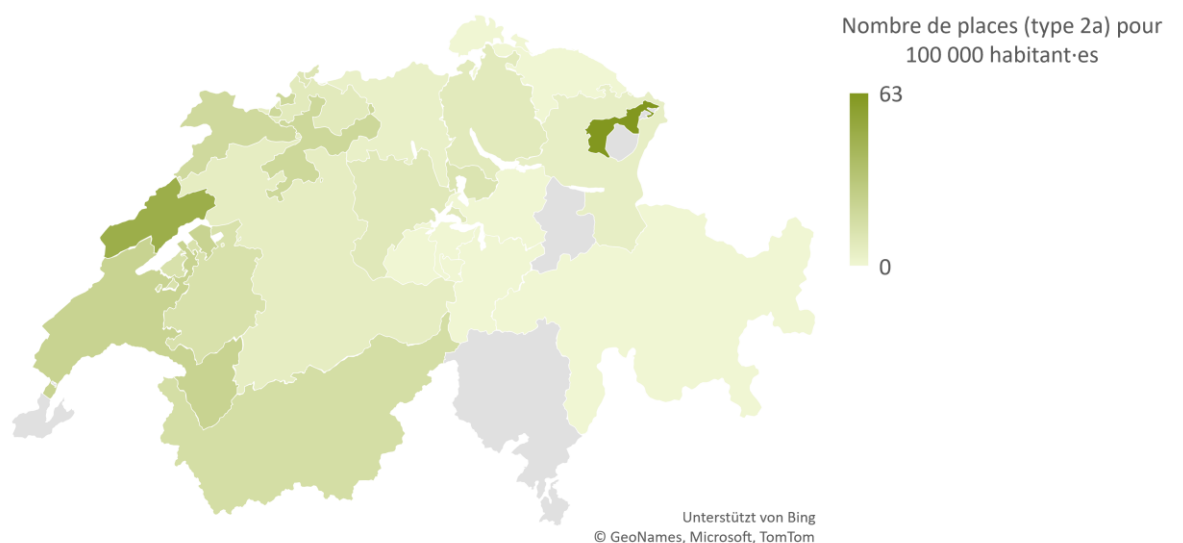 Nombre de places (type 2a) pour
100 000 habitant·es
63
0
Unterstützt von Bing
© GeoNames, Microsoft, TomTom